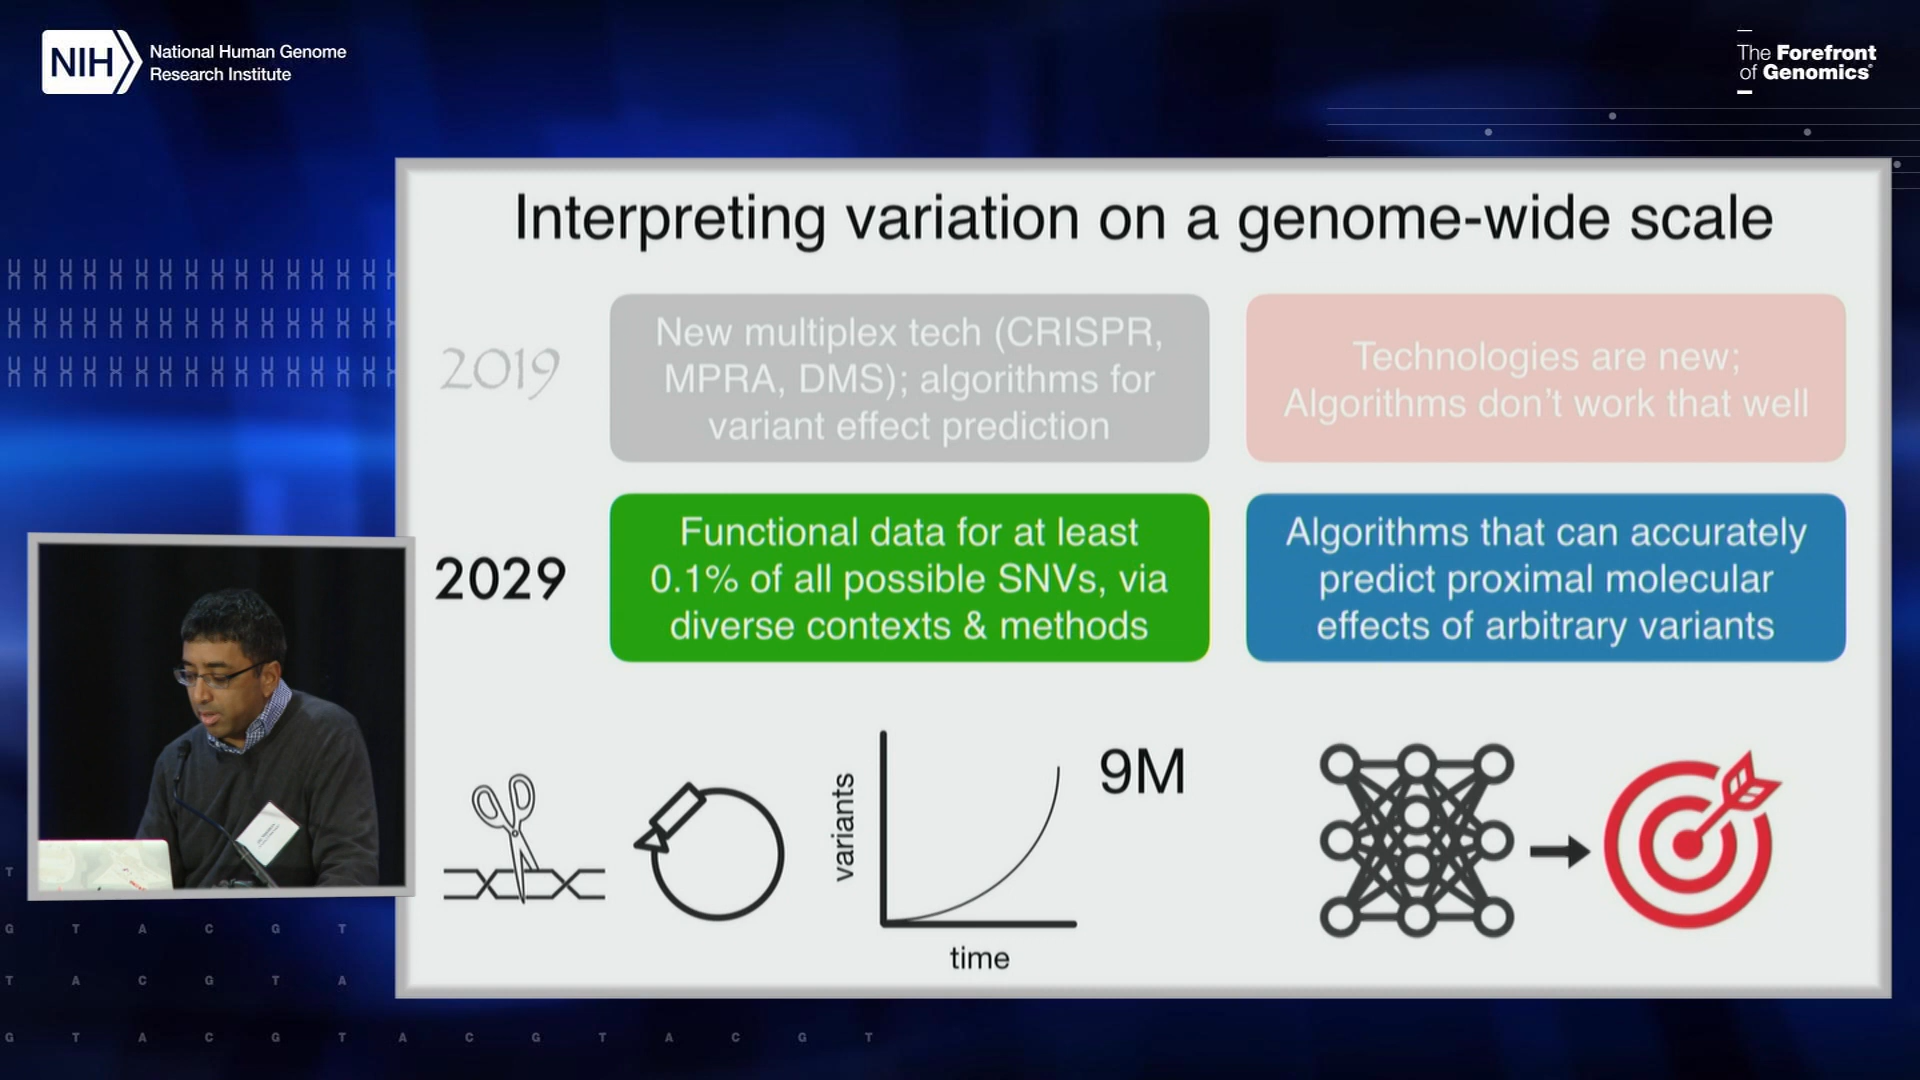 NIH
National Human Genome
Research Institute
The Forefront
of Genomics®
Interpreting variation on a genome-wide scale
2019
New multiplex tech (CRISPR,
MPRA, DMS); algorithms for
variant effect prediction
Technologies are new;
Algorithms don't work that well
2029
Functional data for at least
0.1% of all possible SNVs, via
diverse contexts & methods
Algorithms that can accurately
predict proximal molecular
effects of arbitrary variants
variants
9M
time
T
G T A C G T
T A C G T A
G T A C G T A C G T A C G T